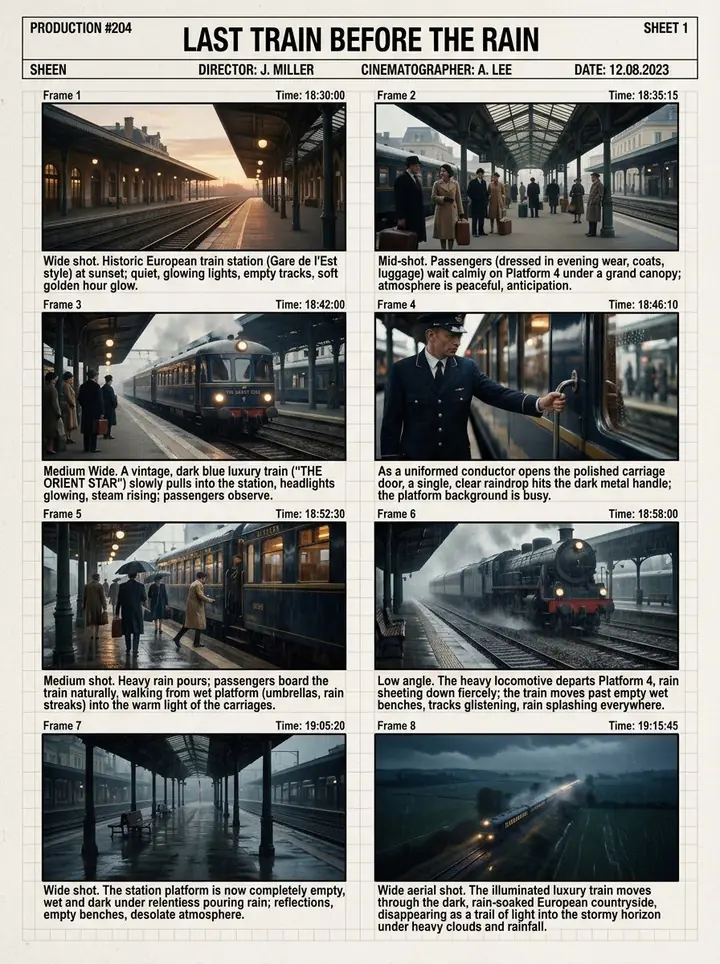 PRODUCTION #204
LAST TRAIN BEFORE THE RAIN
SHEET 1
SHEEN
DIRECTOR: J. MILLER
CINEMATOGRAPHER: A. LEE
DATE: 12.08.2023
Frame 1
Time: 18:30:00
Wide shot. Historic European train station (Gare de l'Est
style) at sunset; quiet, glowing lights, empty tracks, soft
golden hour glow.
Frame 2
Time: 18:35:15
Mid-shot. Passengers (dressed in evening wear, coats,
luggage) wait calmly on Platform 4 under a grand canopy;
atmosphere is peaceful, anticipation.
Frame 3
Time: 18:42:00
Medium Wide. A vintage, dark blue luxury train ("THE
ORIENT STAR") slowly pulls into the station, headlights
glowing, steam rising; passengers observe.
Frame 4
Time: 18:46:10
As a uniformed conductor opens the polished carriage
door, a single, clear raindrop hits the dark metal handle;
the platform background is busy.
Frame 5
Time: 18:52:30
Medium shot. Heavy rain pours; passengers board the
train naturally, walking from wet platform (umbrellas, rain
streaks) into the warm light of the carriages.
Frame 6
Time: 18:58:00
Low angle. The heavy locomotive departs Platform 4, rain
sheeting down fiercely; the train moves past empty wet
benches, tracks glistening, rain splashing everywhere.
Frame 7
Time: 19:05:20
Wide shot. The station platform is now completely empty,
wet and dark under relentless pouring rain; reflections,
empty benches, desolate atmosphere.
Frame 8
Time: 19:15:45
Wide aerial shot. The illuminated luxury train moves
through the dark, rain-soaked European countryside,
disappearing as a trail of light into the stormy horizon
under heavy clouds and rainfall.